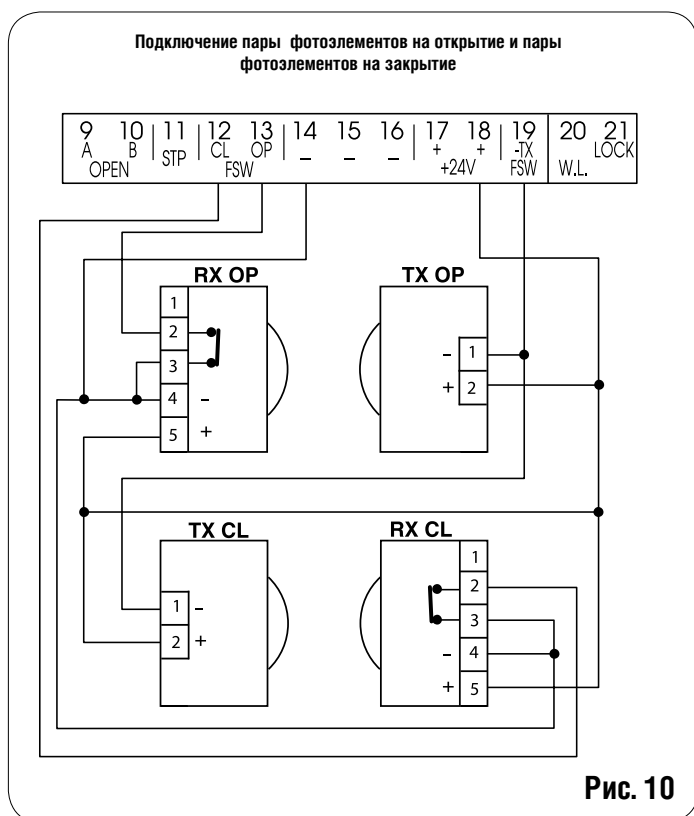 Подключение пары фотоэлементов на открытие и пары
фотоэлементов на закрытие
9 10 11 12 13 14 15 16 17 18 19 20 21
A B STP CL OP – – – + + -TX W.L. LOCK
OPEN FSW +24V FSW
RX OP TX OP
1
2
3
4 –
5 +
– 1
+ 2
TX CL RX CL
1 –
2 +
1
2
3
– 4
+ 5
Рис. 10